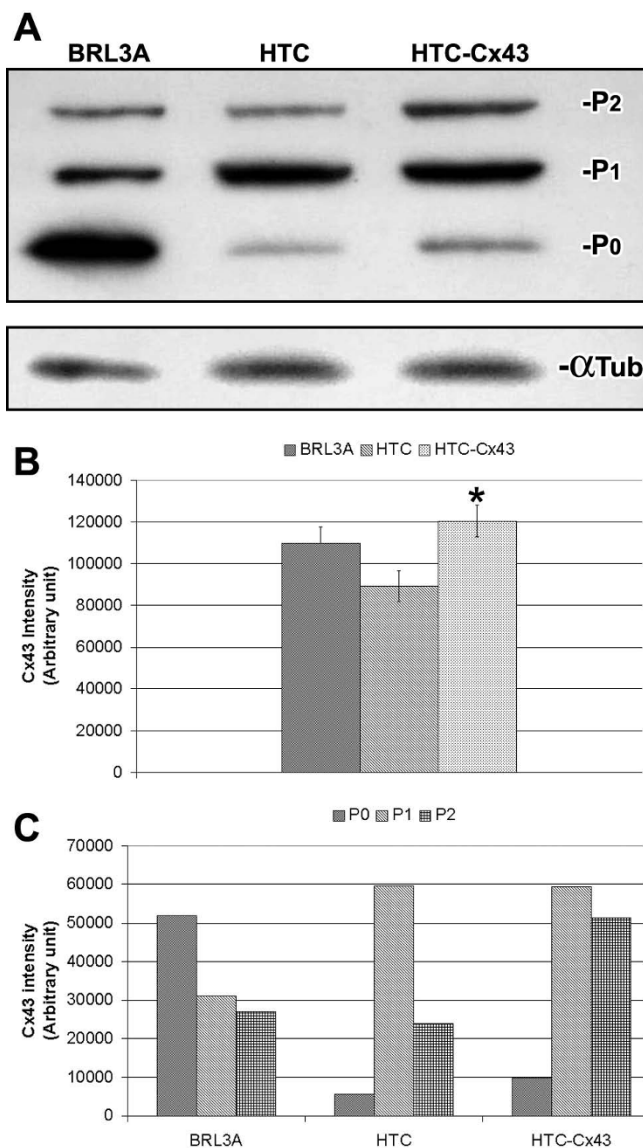 A
BRL3A HTC HTC-Cx43
-P2
-P1
-P0
-αTub
B
BRL3A HTC HTC-Cx43
140000
120000
100000
80000
60000
40000
20000
0
Cx43 Intensity
(Arbitrary unit)
*
C
P0 P1 P2
70000
60000
50000
40000
30000
20000
10000
0
Cx43 intensity
(Arbitrary unit)
BRL3A HTC HTC-Cx43